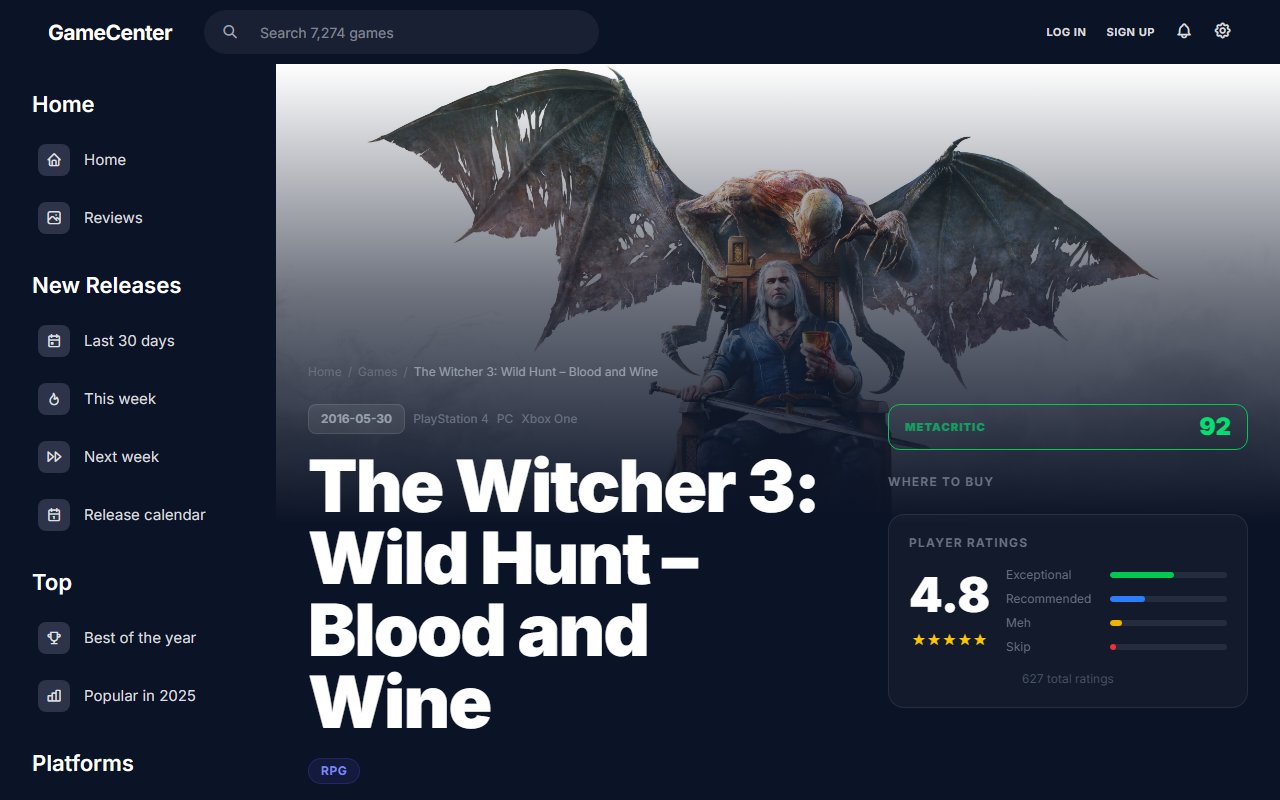 GameCenter
Search 7,274 games
LOG IN
SIGN UP
Home
Home
Reviews
New Releases
Last 30 days
This week
Next week
Release calendar
Top
Best of the year
Popular in 2025
Platforms
Home / Games / The Witcher 3: Wild Hunt – Blood and Wine
2016-05-30 PlayStation 4 PC Xbox One
The Witcher 3:
Wild Hunt –
Blood and
Wine
RPG
METACRITIC 92
WHERE TO BUY
PLAYER RATINGS
4.8
Exceptional
Recommended
Meh
Skip
627 total ratings